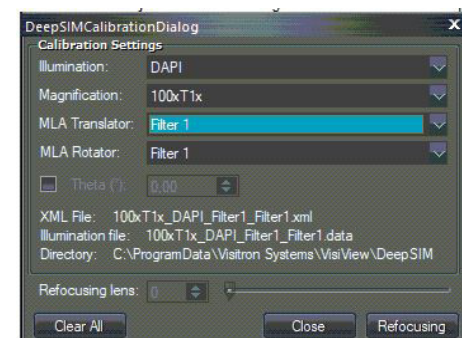 DeepSIMCalibrationDialog X
Calibration Settings
Illumination: DAPI
Magnification: 100xT1x
MLA Translator: Filter 1
MLA Rotator: Filter 1
Theta (°): 0,00
XML File: 100xT1x_DAPI_Filter1_Filter1.xml
Illumination file: 100xT1x_DAPI_Filter1_Filter1.data
Directory: C:\ProgramData\Visitron Systems\VisiView\DeepSIM
Refocusing lens: 0
Clear All Close Refocusing